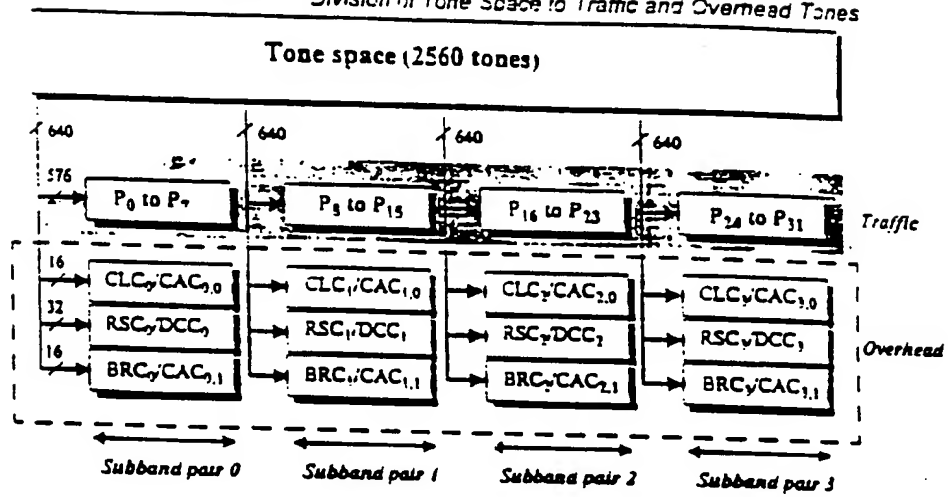 Division of Tone Space to Traffic and Overhead Tones
Tone space (2560 tones)
640 640 640 640
576
P₀ to P₇ P₈ to P₁₅ P₁₆ to P₂₃ P₂₄ to P₃₁ Traffic
16 CLC₀/CAC₀,₀ CLC₁/CAC₁,₀ CLC₂/CAC₂,₀ CLC₃/CAC₃,₀
32 RSC₀/DCC₀ RSC₁/DCC₁ RSC₂/DCC₂ RSC₃/DCC₃
Overhead
16 BRC₀/CAC₀,₁ BRC₁/CAC₁,₁ BRC₂/CAC₂,₁ BRC₃/CAC₃,₁
Subband pair 0 Subband pair 1 Subband pair 2 Subband pair 3